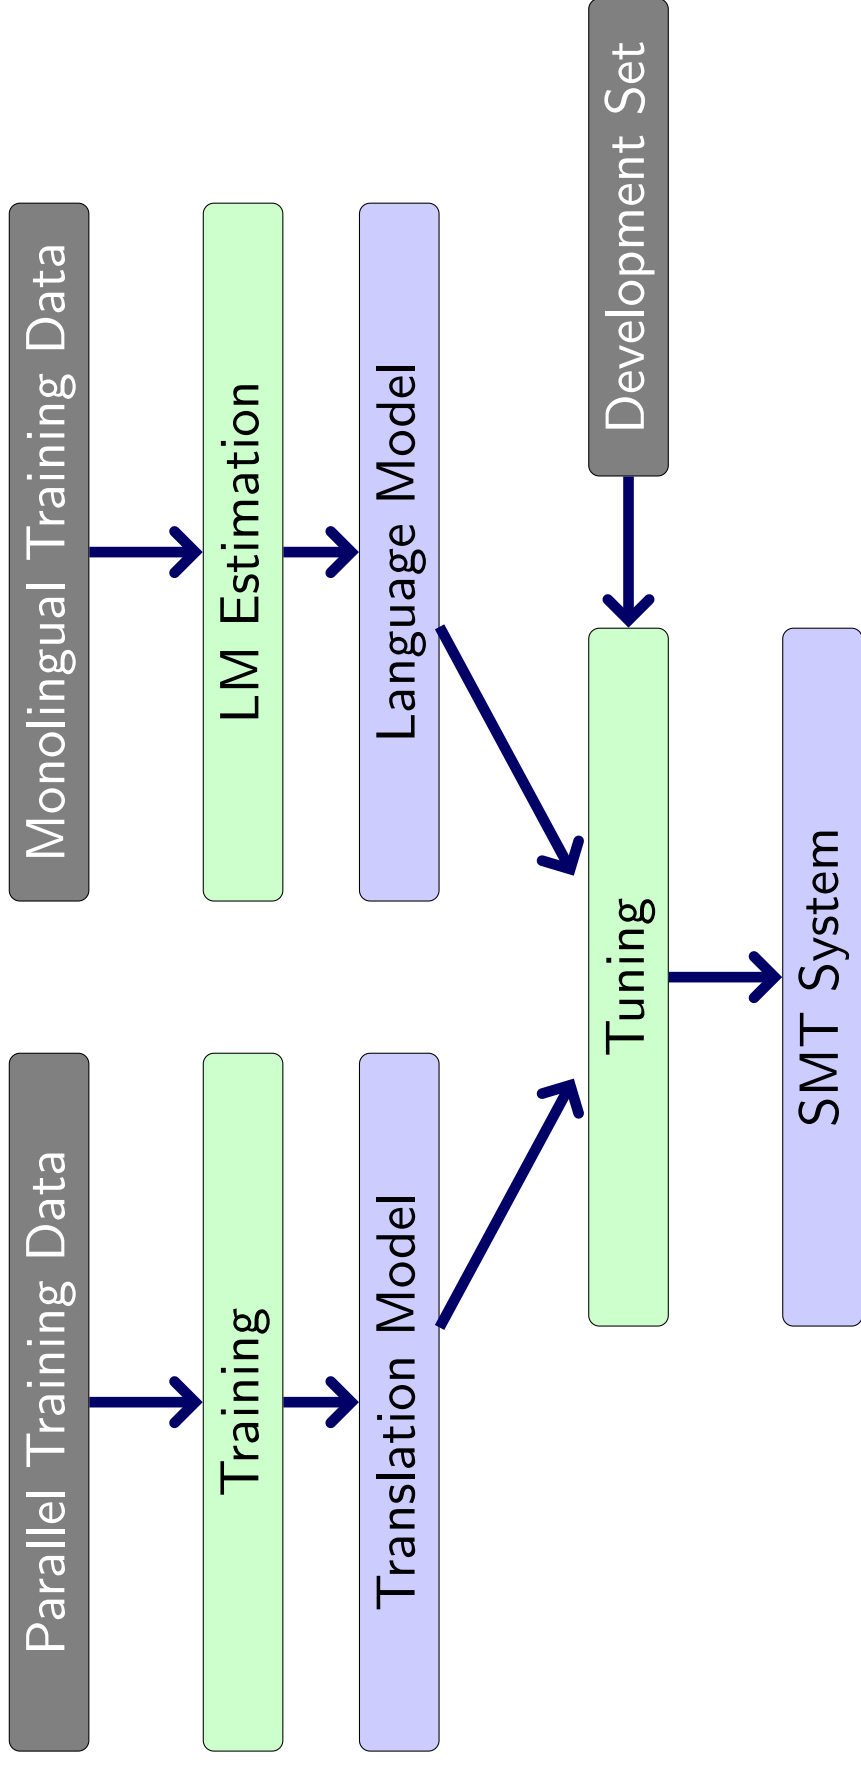 Parallel Training Data
Monolingual Training Data
Training
LM Estimation
Translation Model
Language Model
Tuning
Development Set
SMT System